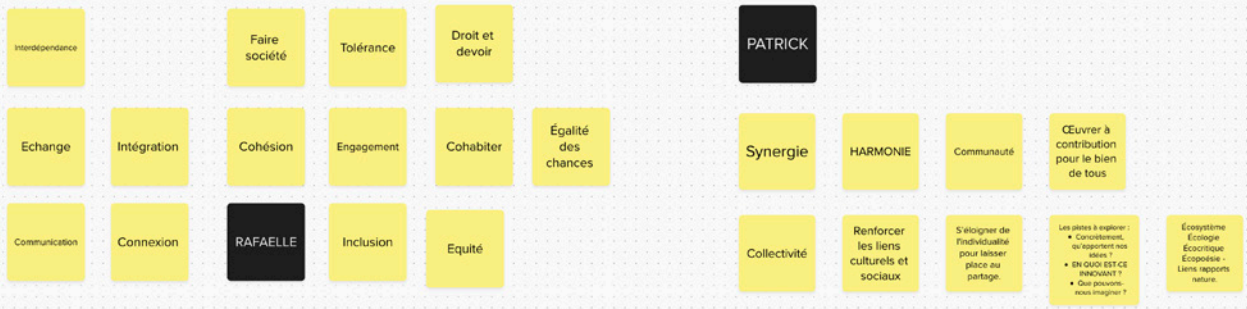 Interdépendance
Faire
société
Tolérance
Droit et
devoir
Echange
Intégration
Cohésion
Engagement
Cohabiter
Égalité
des
chances
Communication
Connexion
RAFAELLE
Inclusion
Equité
PATRICK
Synergie
HARMONIE
Communauté
Œuvrer à
contribution
pour le bien
de tous
Collectivité
Renforcer
les liens
culturels et
sociaux
S'éloigner de
l'individualité
pour laisser
place au
partage.
Les pistes à explorer :
• Concrètement,
qu'apportent nos
idées ?
• EN QUOI EST-CE
INNOVANT ?
• Que pouvons-
nous imaginer ?
Écosystème
Écologie
Écocritique
Écopoésie -
Liens rapports
nature.